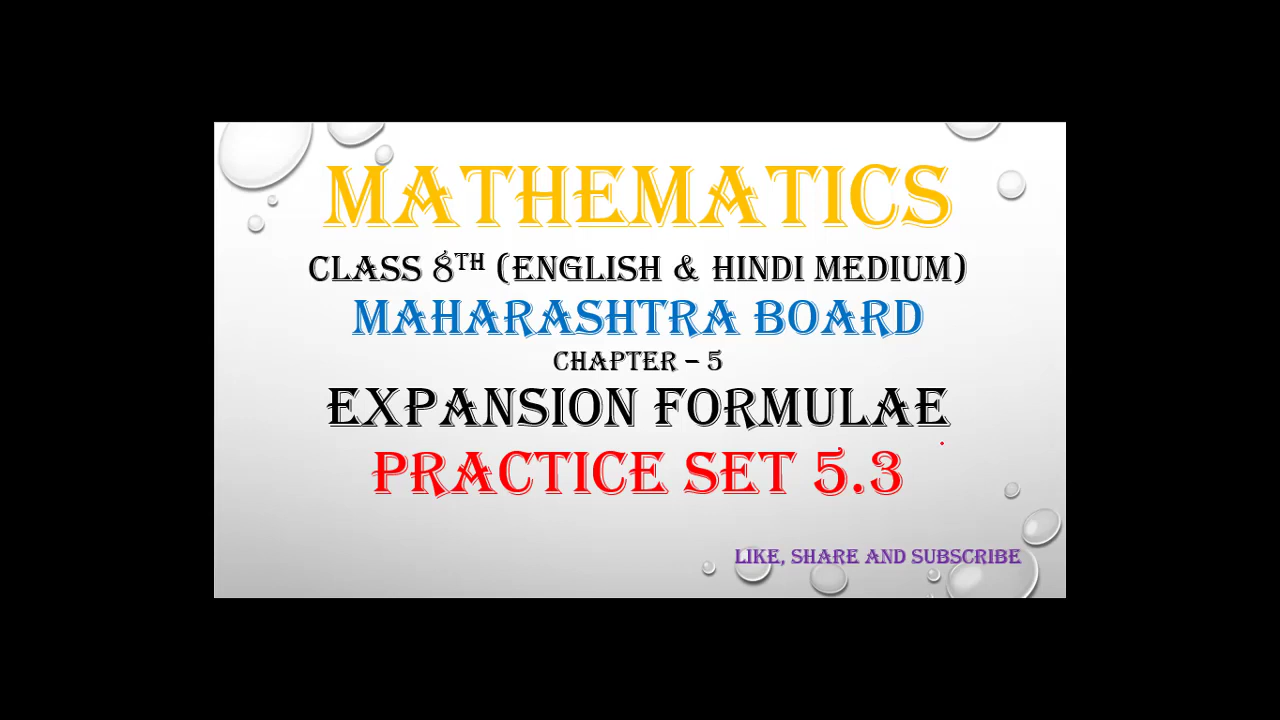 MATHEMATICS
CLASS 8TH (ENGLISH & HINDI MEDIUM)
MAHARASHTRA BOARD
CHAPTER – 5
EXPANSION FORMULAE
PRACTICE SET 5.3
LIKE, SHARE AND SUBSCRIBE